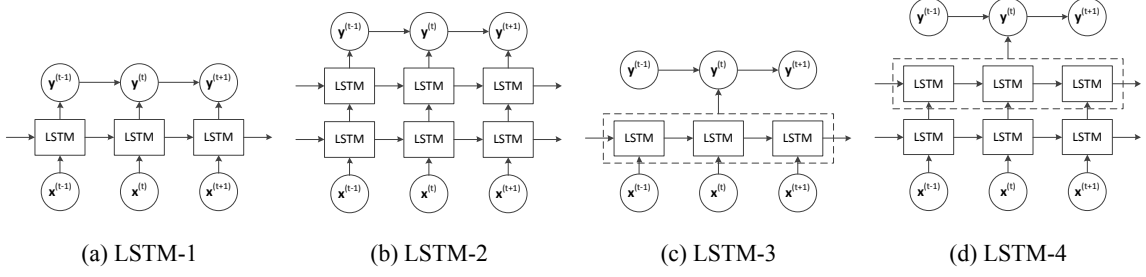 y(t-1) y(t) y(t+1)
LSTM LSTM LSTM
x(t-1) x(t) x(t+1)
(a) LSTM-1
y(t-1) y(t) y(t+1)
LSTM LSTM LSTM
LSTM LSTM LSTM
x(t-1) x(t) x(t+1)
(b) LSTM-2
y(t-1) y(t) y(t+1)
LSTM LSTM LSTM
x(t-1) x(t) x(t+1)
(c) LSTM-3
y(t-1) y(t) y(t+1)
LSTM LSTM LSTM
LSTM LSTM LSTM
x(t-1) x(t) x(t+1)
(d) LSTM-4